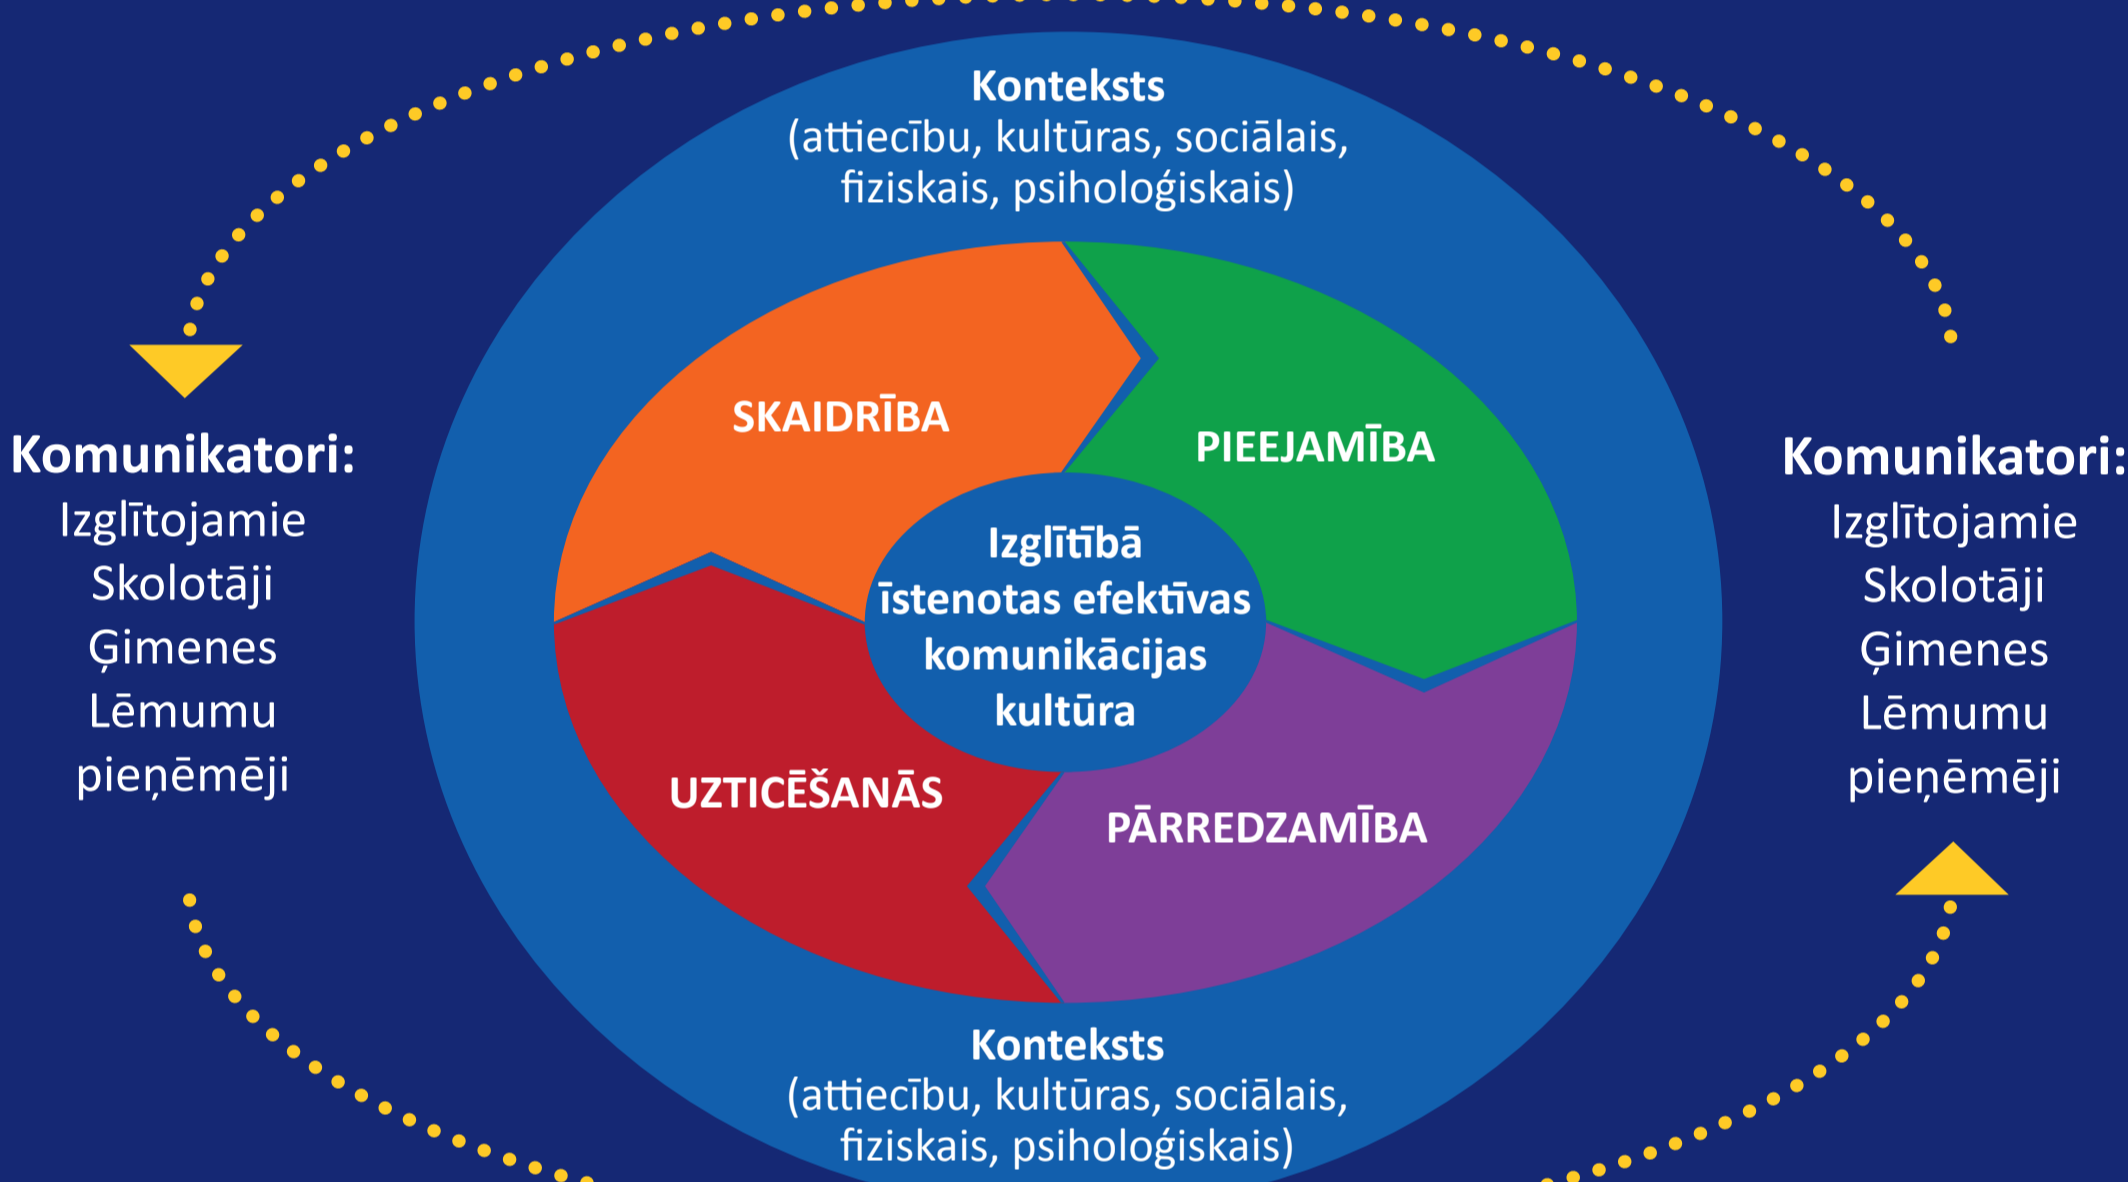 Konteksts
(attiecību, kultūras, sociālais,
fiziskais, psiholoģiskais)
SKAIDRĪBA
PIEEJAMĪBA
Komunikatori:
Izglītojamie
Skolotāji
Ģimenes
Lēmumu
pieņēmēji
Izglītībā
īstenotas efektīvas
komunikācijas
kultūra
Komunikatori:
Izglītojamie
Skolotāji
Ģimenes
Lēmumu
pieņēmēji
UZTICĒŠANĀS
PĀRREDZAMĪBA
Konteksts
(attiecību, kultūras, sociālais,
fiziskais, psiholoģiskais)